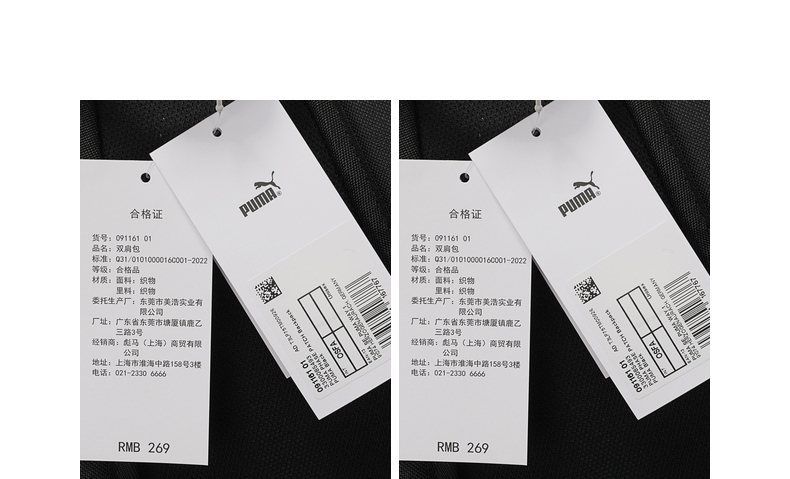 合格证
货号：091161 01
品名：双肩包
标准：Q31/0101000016C001-2022
等级：合格品
材质：面料：织物
里料：织物
委托生产厂：东莞市美浩实业有
限公司
厂址：广东省东莞市塘厦镇鹿乙
三路3号
经销商：彪马（上海）商贸有限
公司
地址：上海市淮海中路158号3楼
电话：021-2330 6666
RMB 269
PUMA
091161 01
PUMA PHASE PATCH Backpack
OSFA
GERMANY
合格证
货号：091161 01
品名：双肩包
标准：Q31/0101000016C001-2022
等级：合格品
材质：面料：织物
里料：织物
委托生产厂：东莞市美浩实业有
限公司
厂址：广东省东莞市塘厦镇鹿乙
三路3号
经销商：彪马（上海）商贸有限
公司
地址：上海市淮海中路158号3楼
电话：021-2330 6666
RMB 269
PUMA
091161 01
PUMA PHASE PATCH Backpack
OSFA
GERMANY